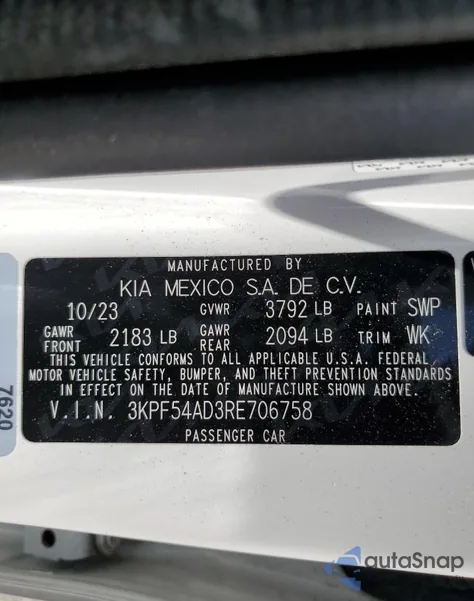 MANUFACTURED BY
KIA MEXICO S.A. DE C.V.
10/23 GVWR 3792 LB PAINT SWP
GAWR FRONT 2183 LB GAWR REAR 2094 LB TRIM WK
THIS VEHICLE CONFORMS TO ALL APPLICABLE U.S.A. FEDERAL
MOTOR VEHICLE SAFETY, BUMPER, AND THEFT PREVENTION STANDARDS
IN EFFECT ON THE DATE OF MANUFACTURE SHOWN ABOVE.
V.I.N. 3KPF54AD3RE706758
PASSENGER CAR
7620
autoSnap